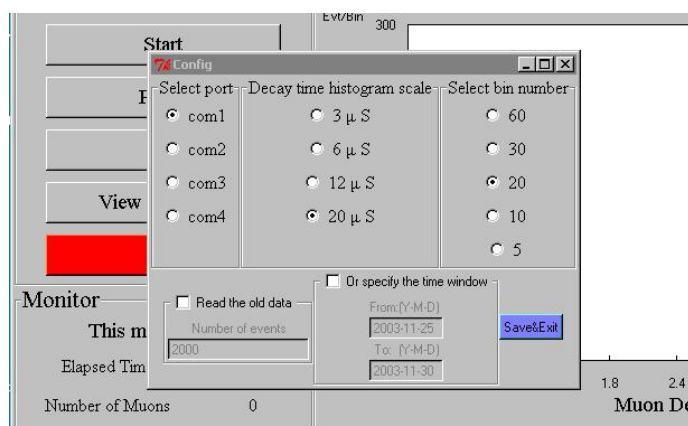 Evt/Bin
300
Start
Config
Select port
Decay time histogram scale
Select bin number
com1
3 μ S
60
com2
6 μ S
30
com3
12 μ S
20
com4
20 μ S
10
5
View
Monitor
Or specify the time window
Read the old data
From:(Y-M-D)
This m
Number of events
2003-11-25
Save&Exit
2000
To: (Y-M-D)
Elapsed Tim
2003-11-30
1.8
2.4
Number of Muons
0
Muon De